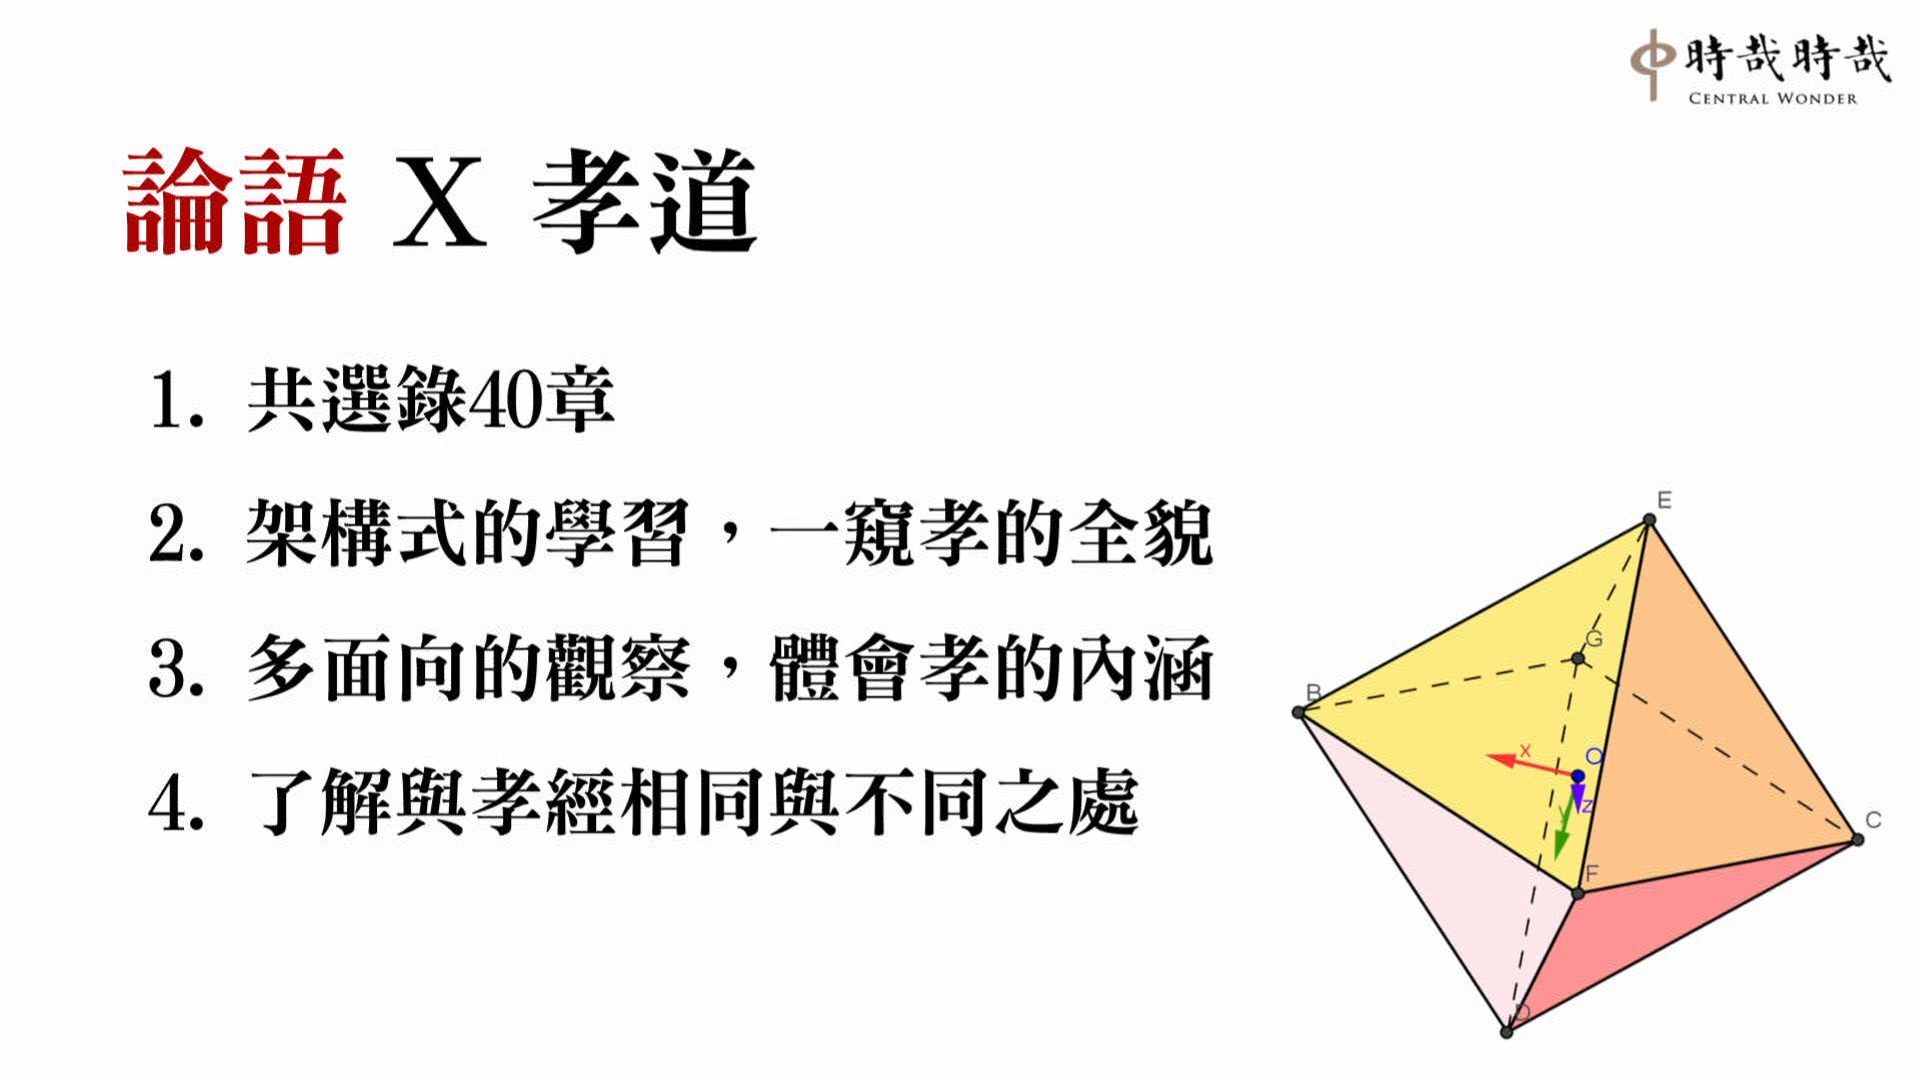 時哉時哉
CENTRAL WONDER
論語 X 孝道
1. 共選錄40章
2. 架構式的學習，一窺孝的全貌
3. 多面向的觀察，體會孝的內涵
4. 了解與孝經相同與不同之處
E
G
B
x
O
z
y
C
F
D